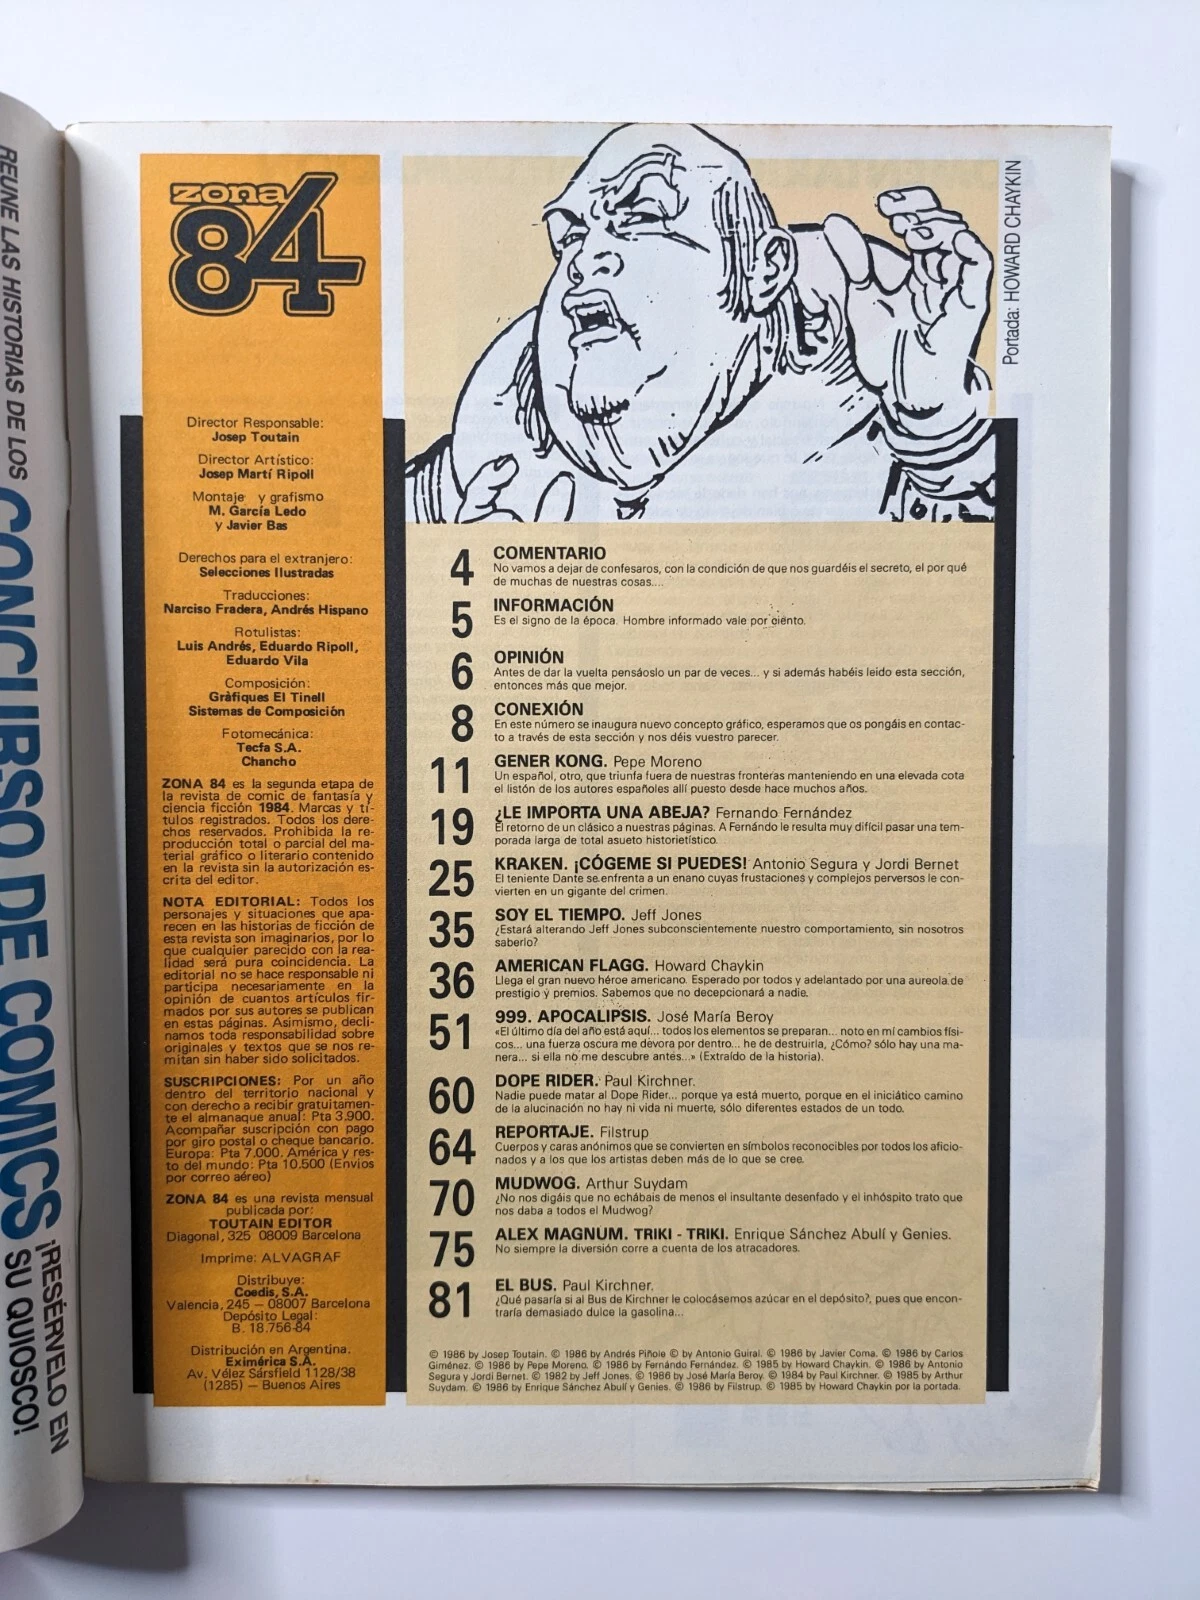 REUNE LAS HISTORIAS DE LOS
CONCURSO DE COMICS
¡RESÉRVELO EN
SU QUIOSCO!
zona
84
Director Responsable:
Josep Toutain
Director Artístico:
Josep Martí Ripoll
Montaje y grafismo
M. García Ledo
y Javier Bas
Derechos para el extranjero:
Selecciones Ilustradas
Traducciones:
Narciso Fradera, Andrés Hispano
Rotulistas:
Luis Andrés, Eduardo Ripoll,
Eduardo Vila
Composición:
Gràfiques El Tinell
Sistemas de Composición
Fotomecánica:
Tecfa S.A.
Chancho
ZONA 84 es la segunda etapa de
la revista de comic de fantasía y
ciencia ficción 1984. Marcas y tí-
tulos registrados. Todos los dere-
chos reservados. Prohibida la re-
producción total o parcial del ma-
terial gráfico o literario contenido
en la revista sin la autorización es-
crita del editor.
NOTA EDITORIAL: Todos los
personajes y situaciones que apa-
recen en las historias de ficción de
esta revista son imaginarios, por lo
que cualquier parecido con la rea-
lidad será pura coincidencia. La
editorial no se hace responsable ni
participa necesariamente en la
opinión de cuantos artículos fir-
mados por sus autores se publican
en estas páginas. Asimismo, decli-
namos toda responsabilidad sobre
originales y textos que se nos re-
mitan sin haber sido solicitados.
SUSCRIPCIONES: Por un año
dentro del territorio nacional y
con derecho a recibir gratuitamen-
te el almanaque anual: Pta 3.900.
Acompañar suscripción con pago
por giro postal o cheque bancario.
Europa: Pta 7.000. América y res-
to del mundo: Pta 10.500 (Envíos
por correo aéreo)
ZONA 84 es una revista mensual
publicada por:
TOUTAIN EDITOR
Diagonal, 325 08009 Barcelona
Imprime: ALVAGRAF
Distribuye:
Coedis, S.A.
Valencia, 245 — 08007 Barcelona
Depósito Legal:
B. 18.756-84
Distribución en Argentina.
Eximérica S.A.
Av. Vélez Sársfield 1128/38
(1285) — Buenos Aires
Portada: HOWARD CHAYKIN
4 COMENTARIO
No vamos a dejar de confesaros, con la condición de que nos guardéis el secreto, el por qué
de muchas de nuestras cosas....
5 INFORMACIÓN
Es el signo de la época. Hombre informado vale por ciento.
6 OPINIÓN
Antes de dar la vuelta pensáoslo un par de veces... y si además habéis leido esta sección,
entonces más que mejor.
8 CONEXIÓN
En este número se inaugura nuevo concepto gráfico, esperamos que os pongáis en contac-
to a través de esta sección y nos déis vuestro parecer.
11 GENER KONG. Pepe Moreno
Un español, otro, que triunfa fuera de nuestras fronteras manteniendo en una elevada cota
el listón de los autores españoles allí puesto desde hace muchos años.
19 ¿LE IMPORTA UNA ABEJA? Fernando Fernández
El retorno de un clásico a nuestras páginas. A Fernándo le resulta muy difícil pasar una tem-
porada larga de total asueto historietístico.
25 KRAKEN. ¡CÓGEME SI PUEDES! Antonio Segura y Jordi Bernet
El teniente Dante se enfrenta a un enano cuyas frustaciones y complejos perversos le con-
vierten en un gigante del crimen.
35 SOY EL TIEMPO. Jeff Jones
¿Estará alterando Jeff Jones subconscientemente nuestro comportamiento, sin nosotros
saberlo?
36 AMERICAN FLAGG. Howard Chaykin
Llega el gran nuevo héroe americano. Esperado por todos y adelantado por una aureola de
prestigio y premios. Sabemos que no decepcionará a nadie.
51 999. APOCALIPSIS. José María Beroy
«El último día del año está aquí... todos los elementos se preparan... noto en mí cambios físi-
cos... una fuerza oscura me devora por dentro... he de destruirla, ¿Cómo? sólo hay una ma-
nera... si ella no me descubre antes...» (Extraído de la historia).
60 DOPE RIDER. Paul Kirchner.
Nadie puede matar al Dope Rider... porque ya está muerto, porque en el iniciático camino
de la alucinación no hay ni vida ni muerte, sólo diferentes estados de un todo.
64 REPORTAJE. Filstrup
Cuerpos y caras anónimos que se convierten en símbolos reconocibles por todos los aficio-
nados y a los que los artistas deben más de lo que se cree.
70 MUDWOG. Arthur Suydam
¿No nos digáis que no echábais de menos el insultante desenfado y el inhóspito trato que
nos daba a todos el Mudwog?
75 ALEX MAGNUM. TRIKI - TRIKI. Enrique Sánchez Abulí y Genies.
No siempre la diversión corre a cuenta de los atracadores.
81 EL BUS. Paul Kirchner.
¿Qué pasaría si al Bus de Kirchner le colocásemos azúcar en el depósito?, pues que encon-
traría demasiado dulce la gasolina...
© 1986 by Josep Toutain. © 1986 by Andrés Piñole © by Antonio Guiral. © 1986 by Javier Coma. © 1986 by Carlos
Giménez. © 1986 by Pepe Moreno. © 1986 by Fernándo Fernández. © 1985 by Howard Chaykin. © 1986 by Antonio
Segura y Jordi Bernet. © 1982 by Jeff Jones. © 1986 by José María Beroy. © 1984 by Paul Kirchner. © 1985 by Arthur
Suydam. © 1986 by Enrique Sánchez Abulí y Genies. © 1986 by Filstrup. © 1985 by Howard Chaykin por la portada.